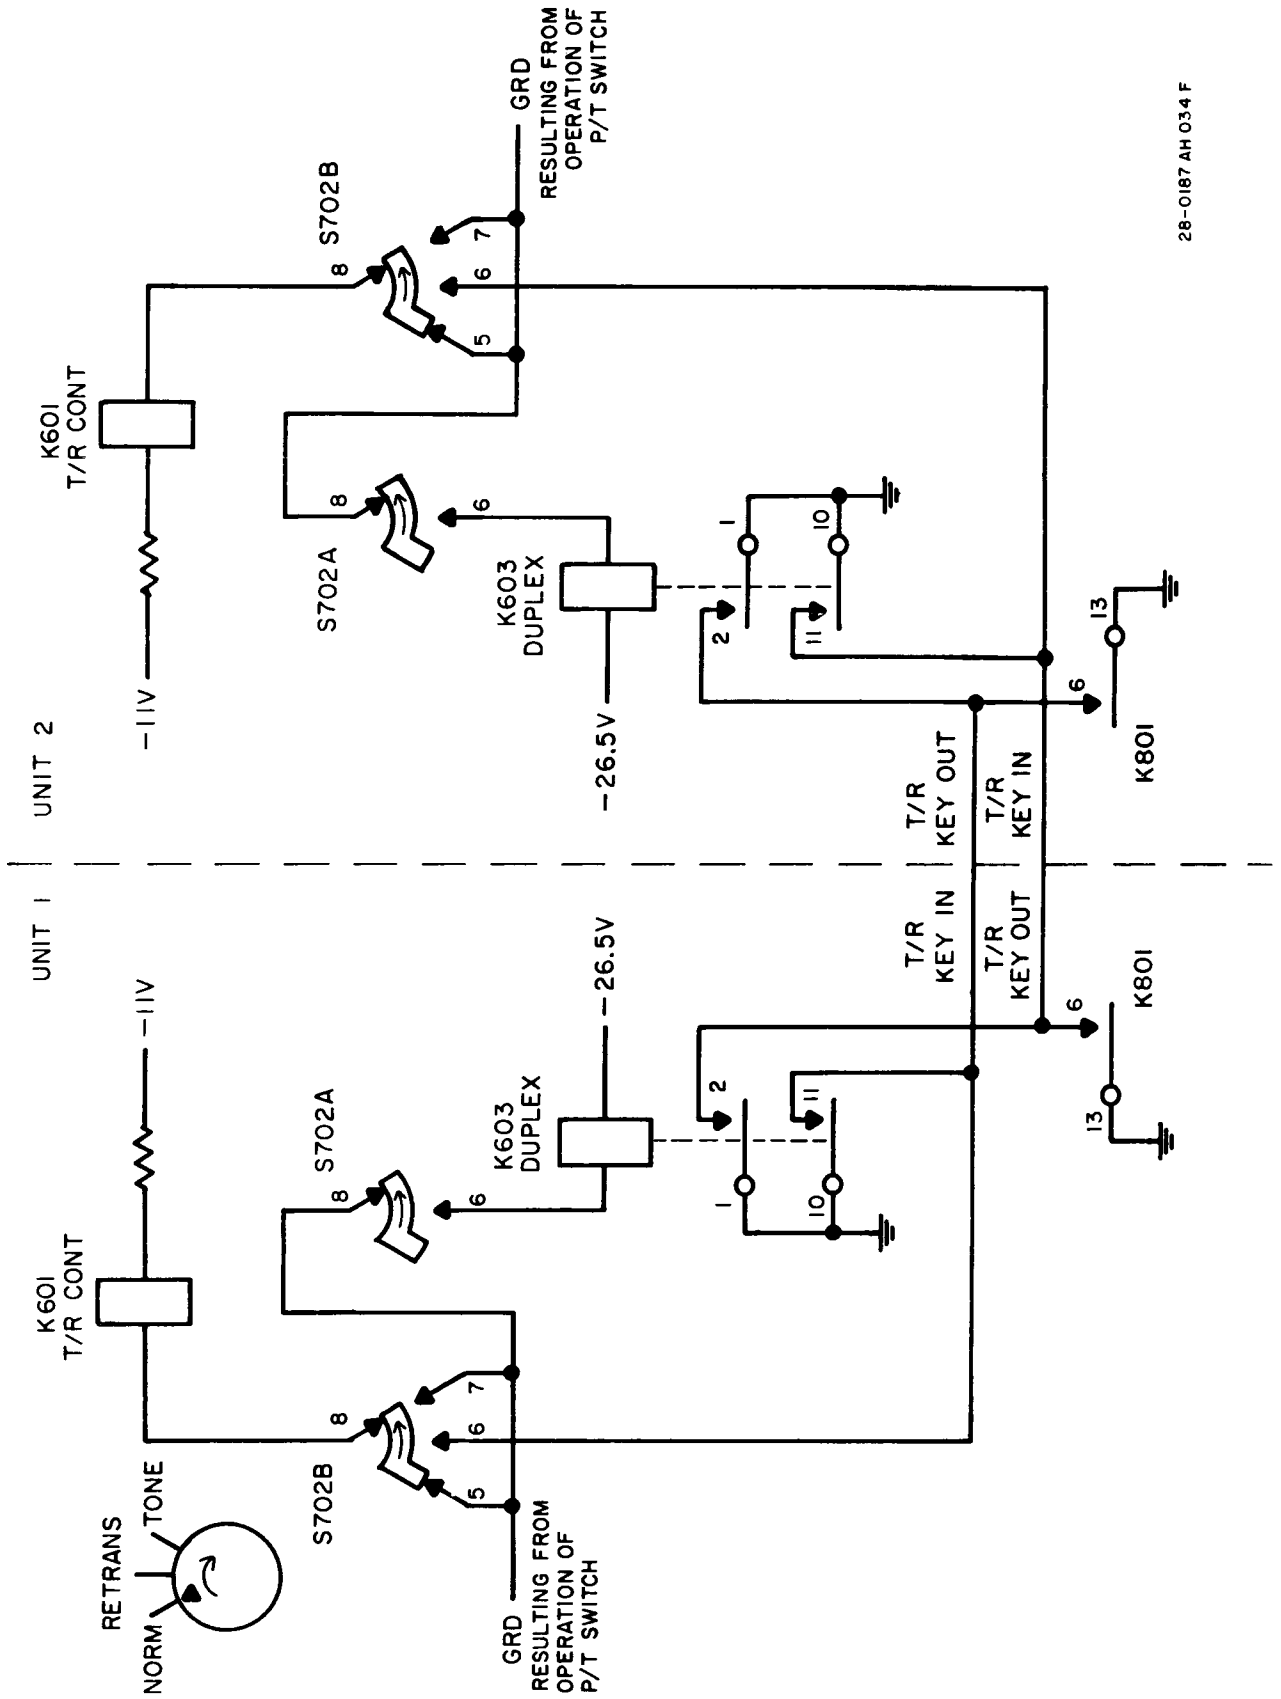 UNIT 1
UNIT 2
NORM
RETRANS
TONE
K601
T/R CONT
-11V
K601
T/R CONT
-11V
S702B
8
5
6
7
S702A
8
6
K603
DUPLEX
-26.5V
GRD
RESULTING FROM
OPERATION OF
P/T SWITCH
1
2
10
11
T/R
KEY IN
T/R
KEY OUT
6
13
K801
S702A
8
6
S702B
8
5
6
7
GRD
RESULTING FROM
OPERATION OF
P/T SWITCH
K603
DUPLEX
-26.5V
2
1
11
10
T/R
KEY OUT
T/R
KEY IN
6
13
K801
28-0187 AH 034 F